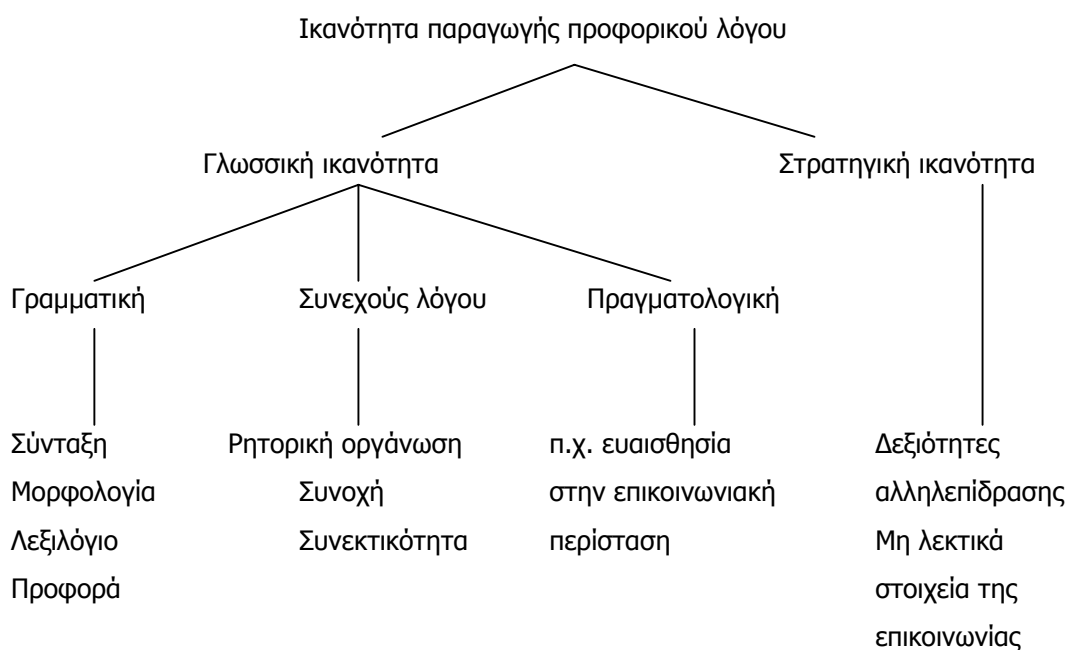 Ικανότητα παραγωγής προφορικού λόγου
Γλωσσική ικανότητα
Στρατηγική ικανότητα
Γραμματική
Συνεχούς λόγου
Πραγματολογική
Σύνταξη
Μορφολογία
Λεξιλόγιο
Προφορά
Ρητορική οργάνωση
Συνοχή
Συνεκτικότητα
π.χ. ευαισθησία
στην επικοινωνιακή
περίσταση
Δεξιότητες
αλληλεπίδρασης
Μη λεκτικά
στοιχεία της
επικοινωνίας